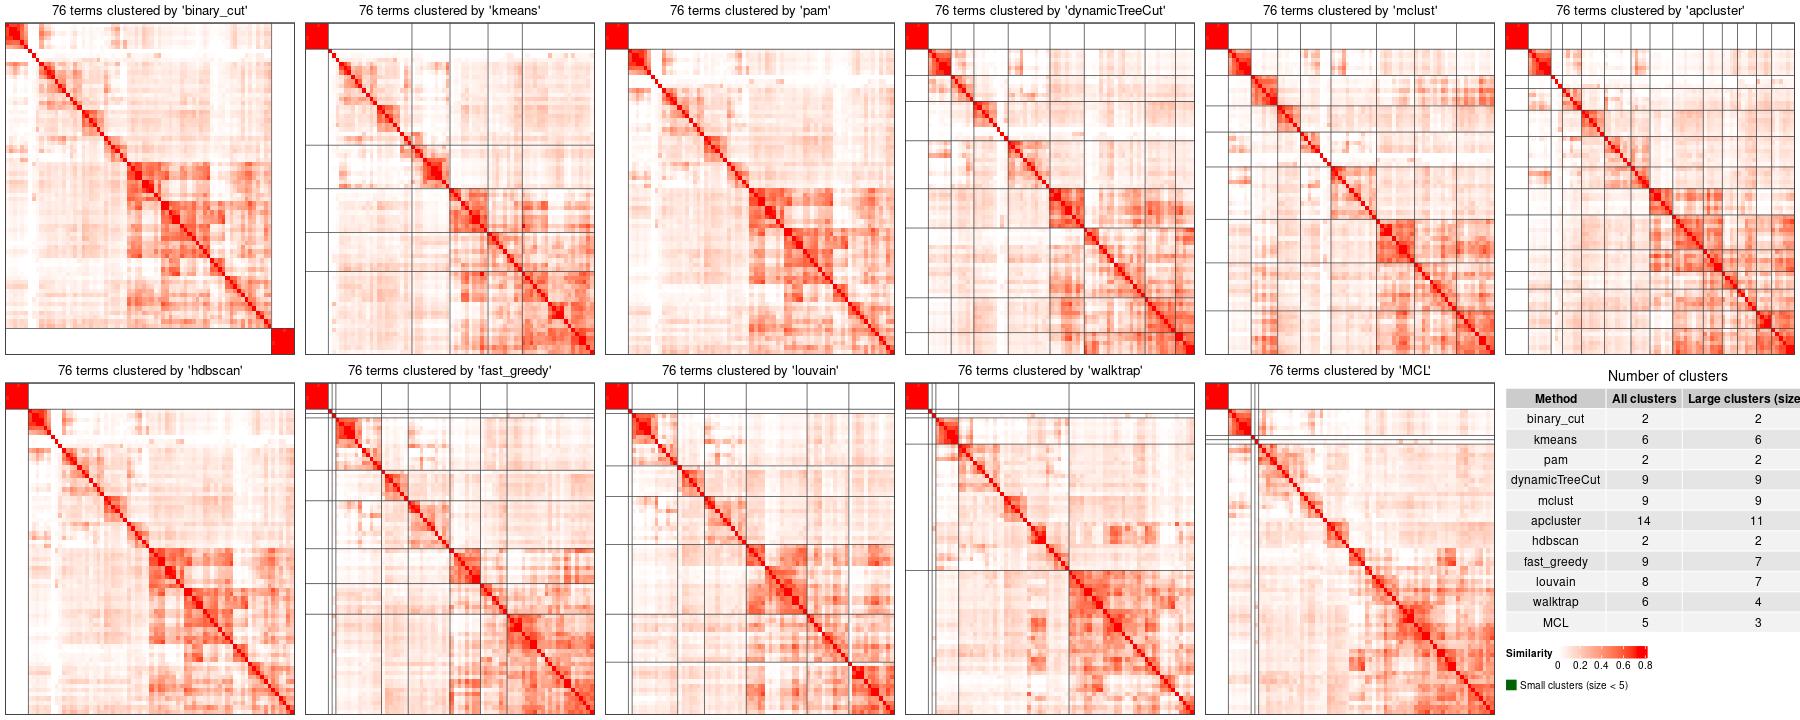 76 terms clustered by 'binary_cut'
76 terms clustered by 'kmeans'
76 terms clustered by 'pam'
76 terms clustered by 'dynamicTreeCut'
76 terms clustered by 'mclust'
76 terms clustered by 'apcluster'
76 terms clustered by 'hdbscan'
76 terms clustered by 'fast_greedy'
76 terms clustered by 'louvain'
76 terms clustered by 'walktrap'
76 terms clustered by 'MCL'
Number of clusters
Method All clusters Large clusters (size
binary_cut 2 2
kmeans 6 6
pam 2 2
dynamicTreeCut 9 9
mclust 9 9
apcluster 14 11
hdbscan 2 2
fast_greedy 9 7
louvain 8 7
walktrap 6 4
MCL 5 3
Similarity
0 0.2 0.4 0.6 0.8
Small clusters (size < 5)